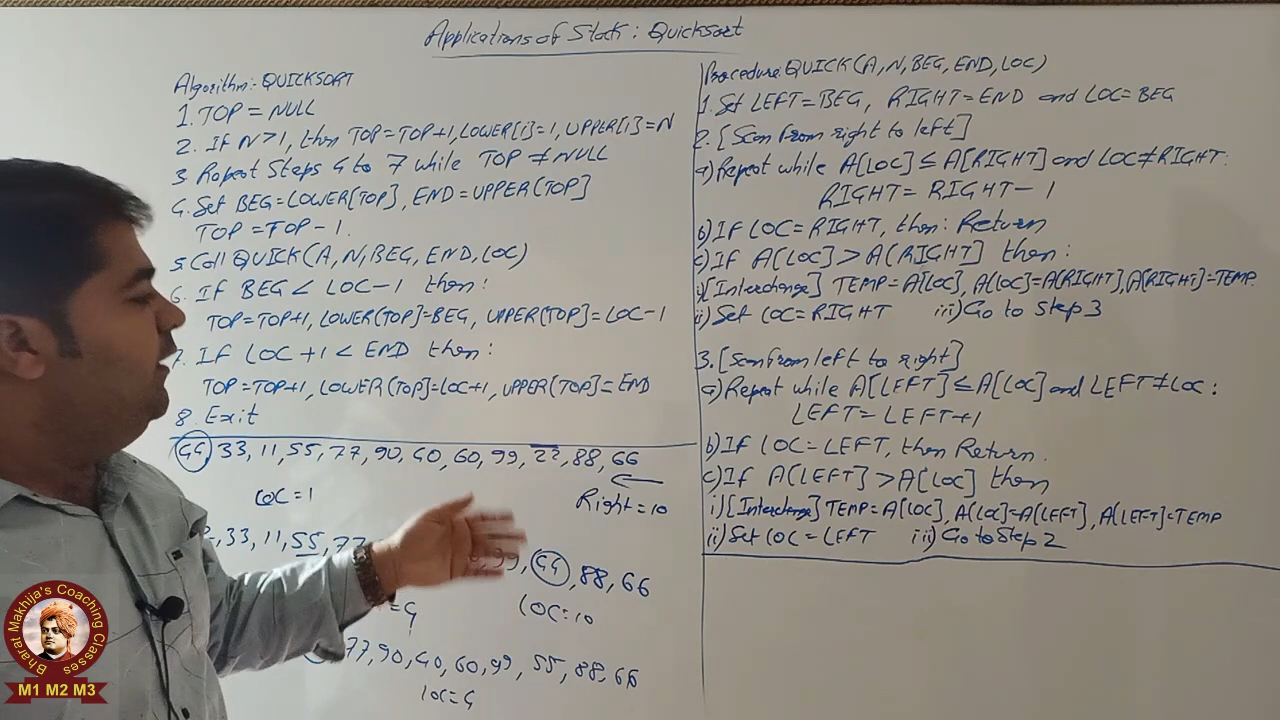 Applications of Stack: Quicksort
Algorithm:- QUICKSORT
1. TOP = NULL
2. If N>1, then TOP=TOP+1, LOWER[i]=1, UPPER[i]=N
3. Repeat Steps 4 to 7 while TOP ≠ NULL
4. Set BEG=LOWER[TOP], END=UPPER[TOP]
TOP=TOP-1.
5. Call QUICK(A, N, BEG, END, LOC)
6. If BEG < LOC-1 then:
TOP=TOP+1, LOWER[TOP]=BEG, UPPER[TOP]=LOC-1
7. If LOC+1 < END then:
TOP=TOP+1, LOWER[TOP]=LOC+1, UPPER[TOP]=END
8. Exit
44, 33, 11, 55, 77, 90, 40, 60, 99, 22, 88, 66
LOC=1 Right=10
33, 11, 55, 77 99, 44, 88, 66
=4 LOC=10
77, 90, 40, 60, 99, 55, 88, 66
LOC=4
Procedure: QUICK(A, N, BEG, END, LOC)
1. Set LEFT=BEG, RIGHT=END and LOC=BEG
2. [Scan from right to left]
a) Repeat while A[LOC] ≤ A[RIGHT] and LOC≠RIGHT:
RIGHT = RIGHT - 1
b) If LOC=RIGHT, then: Return
c) If A[LOC] > A[RIGHT] then:
i) [Interchange] TEMP=A[LOC], A[LOC]=A[RIGHT], A[RIGHT]=TEMP.
ii) Set LOC=RIGHT iii) Go to step 3
3. [Scan from left to right]
a) Repeat while A[LEFT] ≤ A[LOC] and LEFT≠LOC:
LEFT = LEFT+1
b) If LOC=LEFT, then Return.
c) If A[LEFT] > A[LOC] then
i) [Interchange] TEMP=A[LOC], A[LOC]=A[LEFT], A[LEFT]=TEMP
ii) Set LOC = LEFT iii) Go to Step 2
Bharat Makhija's Coaching Classes
M1 M2 M3